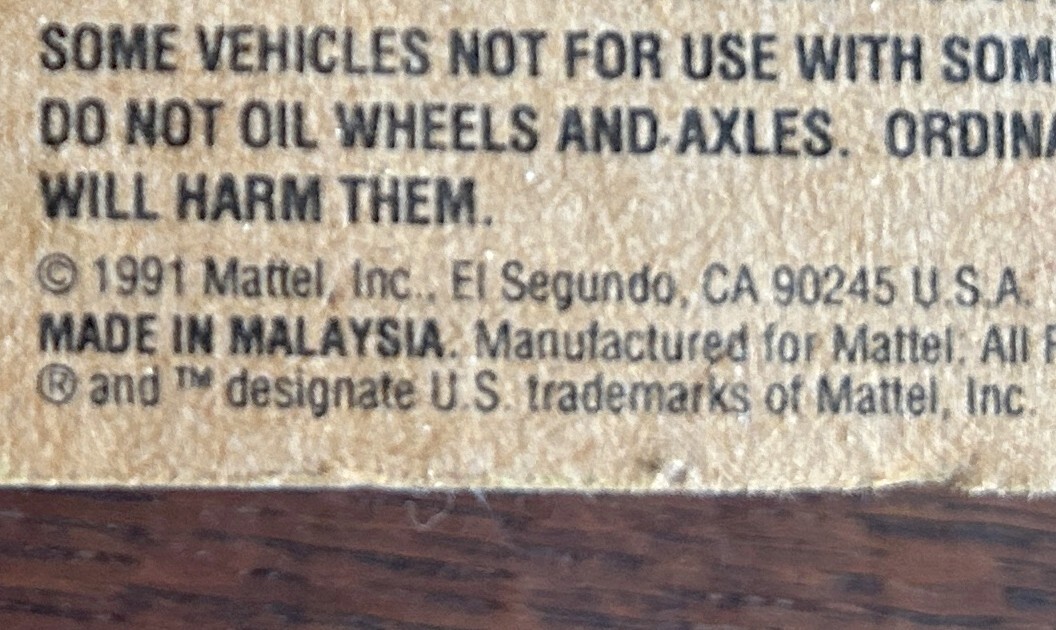 SOME VEHICLES NOT FOR USE WITH SOM
DO NOT OIL WHEELS AND AXLES. ORDINA
WILL HARM THEM.
© 1991 Mattel, Inc., El Segundo, CA 90245 U.S.A.
MADE IN MALAYSIA. Manufactured for Mattel. All R
® and ™ designate U.S. trademarks of Mattel, Inc.